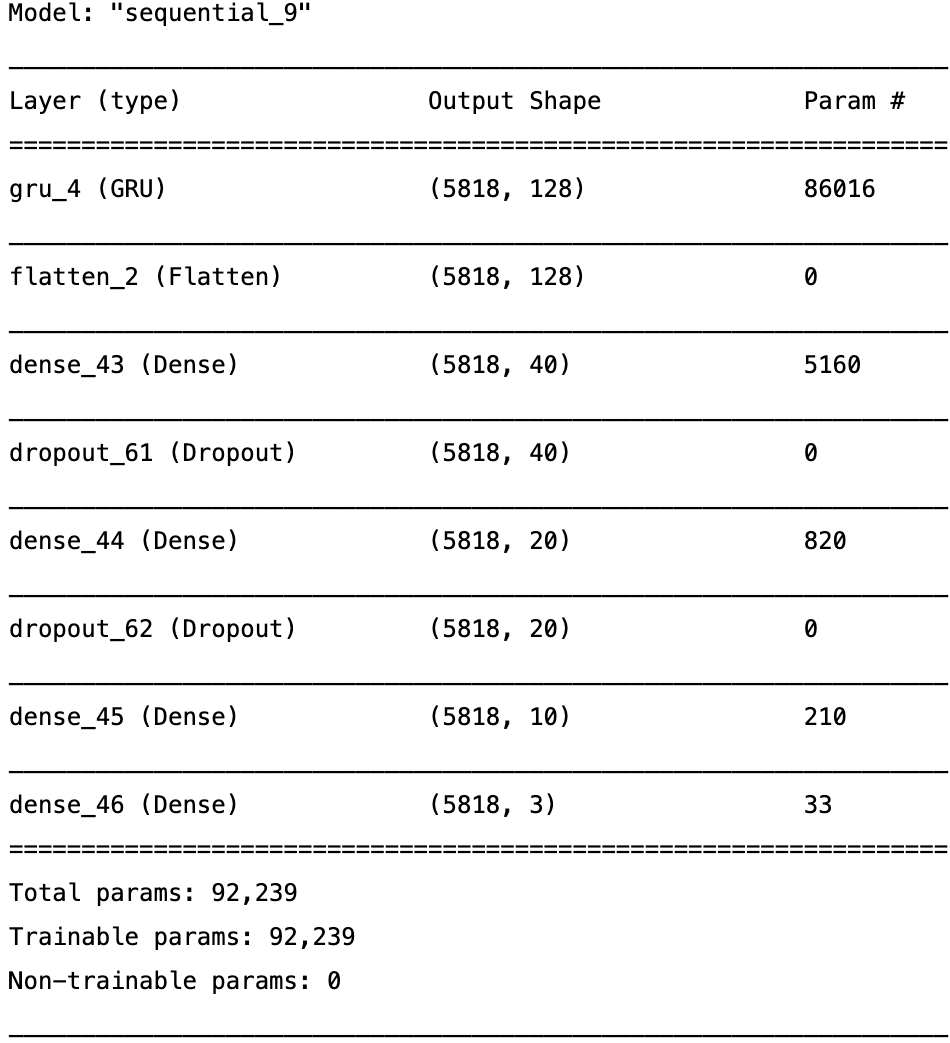 Model: "sequential_9"
Layer (type) Output Shape Param #
gru_4 (GRU) (5818, 128) 86016
flatten_2 (Flatten) (5818, 128) 0
dense_43 (Dense) (5818, 40) 5160
dropout_61 (Dropout) (5818, 40) 0
dense_44 (Dense) (5818, 20) 820
dropout_62 (Dropout) (5818, 20) 0
dense_45 (Dense) (5818, 10) 210
dense_46 (Dense) (5818, 3) 33
Total params: 92,239
Trainable params: 92,239
Non-trainable params: 0